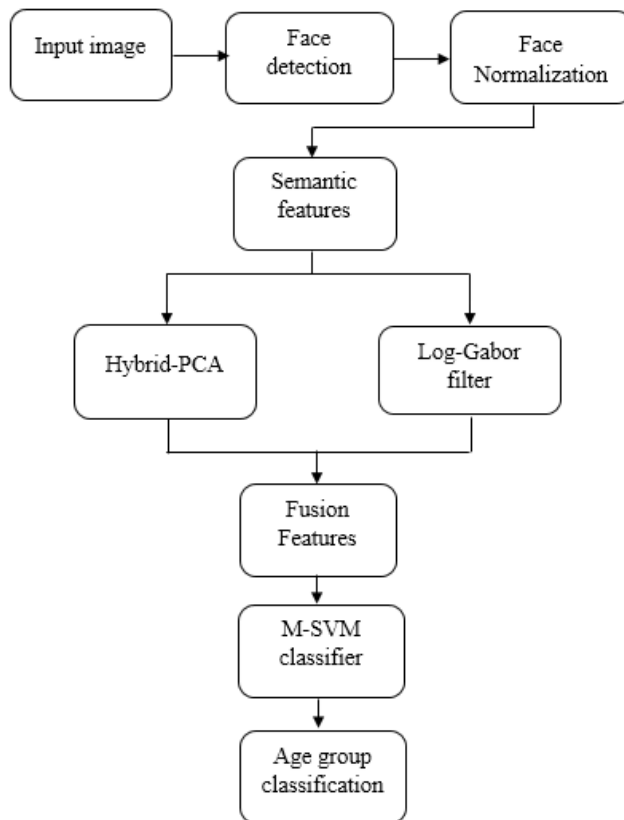 Input image
Face
detection
Face
Normalization
Semantic
features
Hybrid-PCA
Log-Gabor
filter
Fusion
Features
M-SVM
classifier
Age group
classification